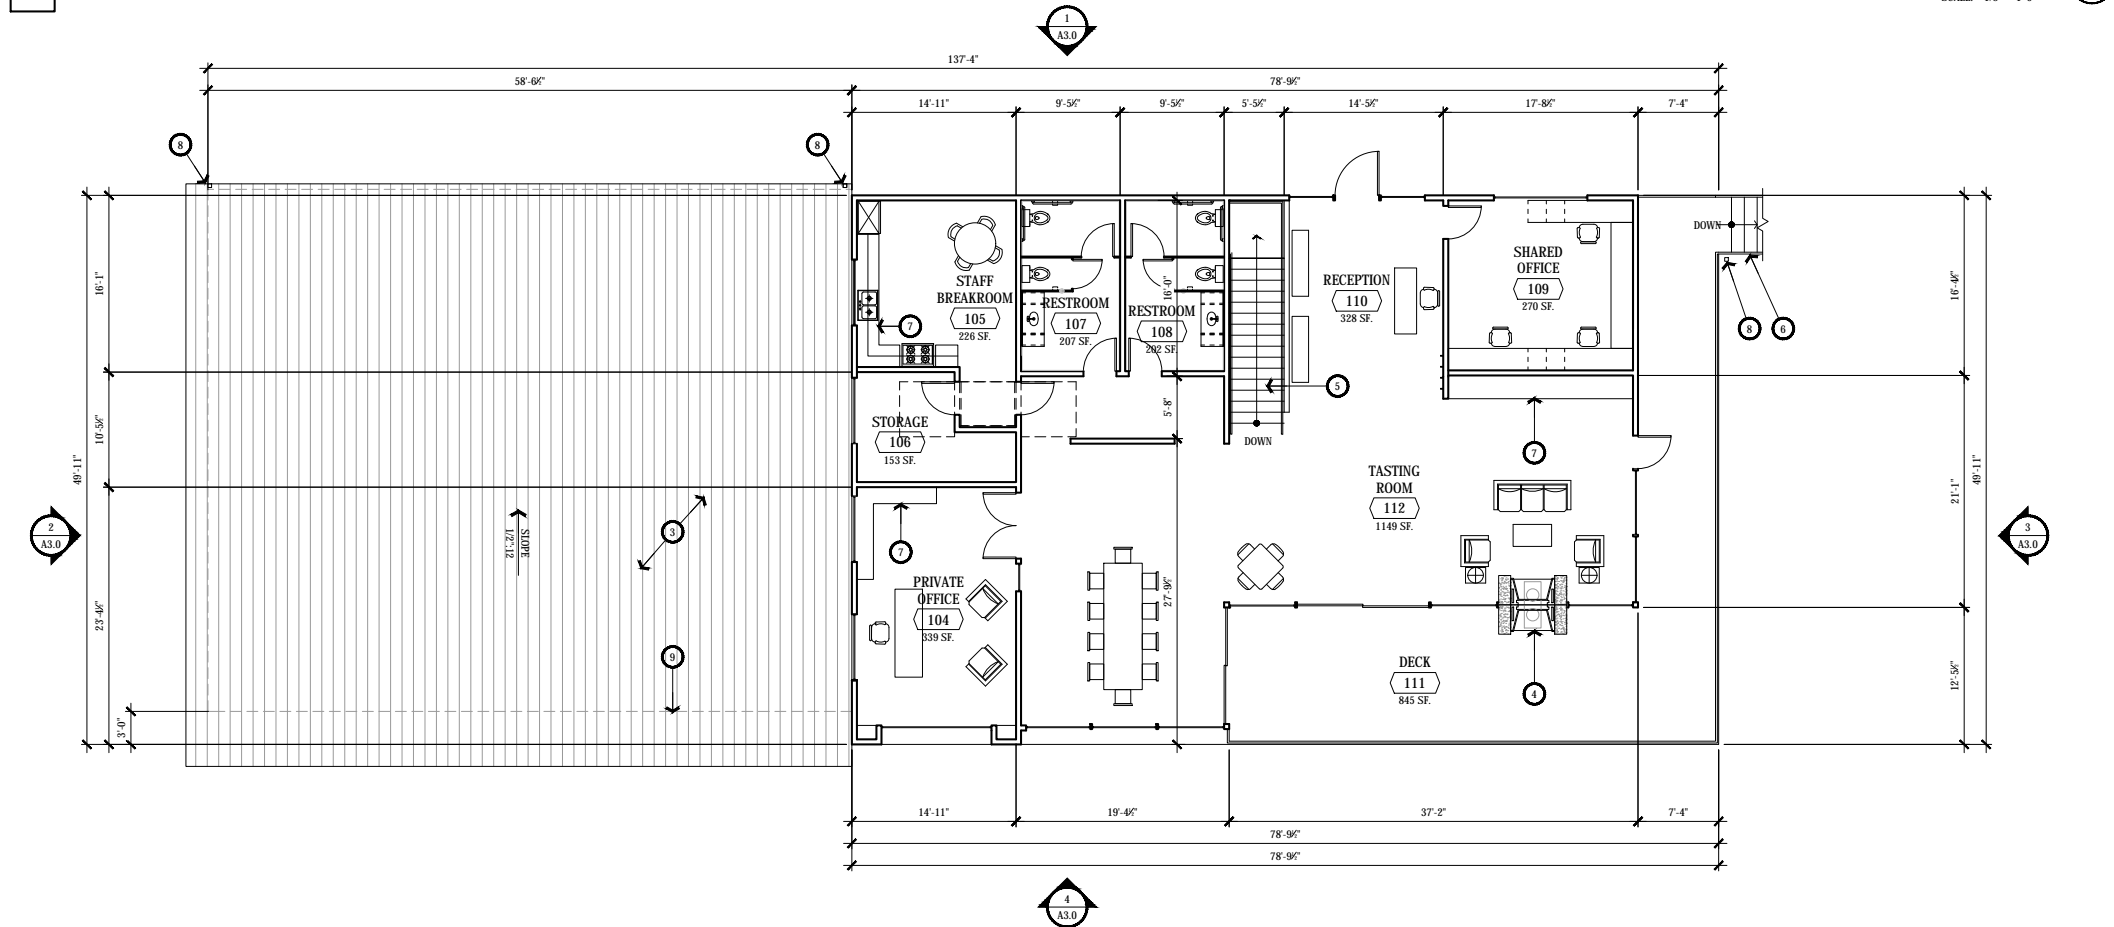 1
A3.0
137'-4"
58'-6½"
78'-9½"
14'-11"
9'-5½"
9'-5½"
5'-5½"
14'-5½"
17'-8½"
7'-4"
8
8
DOWN
16'-1"
10'-5½"
49'-11"
23'-4½"
3'-0"
2
A3.0
SLOPE
1/2":12
3
9
STAFF
BREAKROOM
105
226 SF.
7
RESTROOM
107
207 SF.
RESTROOM
108
202 SF.
16'-0"
5'-8"
27'-9½"
DOWN
5
RECEPTION
110
328 SF.
SHARED
OFFICE
109
270 SF.
8
6
STORAGE
106
153 SF.
7
7
TASTING
ROOM
112
1149 SF.
PRIVATE
OFFICE
104
339 SF.
DECK
111
845 SF.
4
16'-4½"
21'-1"
49'-11"
12'-5½"
3
A3.0
14'-11"
19'-4½"
37'-2"
7'-4"
78'-9½"
78'-9½"
4
A3.0